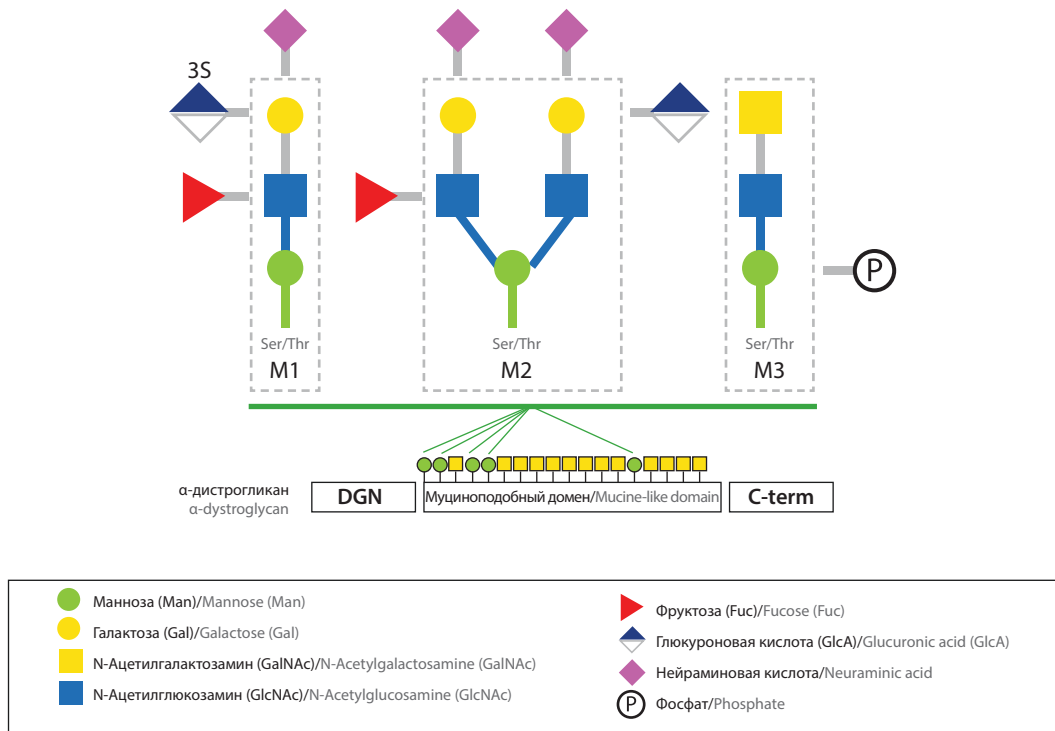 3S
P
Ser/Thr
M1
Ser/Thr
M2
Ser/Thr
M3
α-дистрогликан
α-dystroglycan
DGN
Муциноподобный домен/Mucine-like domain
C-term
Манноза (Man)/Mannose (Man)
Галактоза (Gal)/Galactose (Gal)
N-Ацетилгалактозамин (GalNAc)/N-Acetylgalactosamine (GalNAc)
N-Ацетилглюкозамин (GlcNAc)/N-Acetylglucosamine (GlcNAc)
Фруктоза (Fuc)/Fucose (Fuc)
Глюкуроновая кислота (GlcA)/Glucuronic acid (GlcA)
Нейраминовая кислота/Neuraminic acid
P
Фосфат/Phosphate